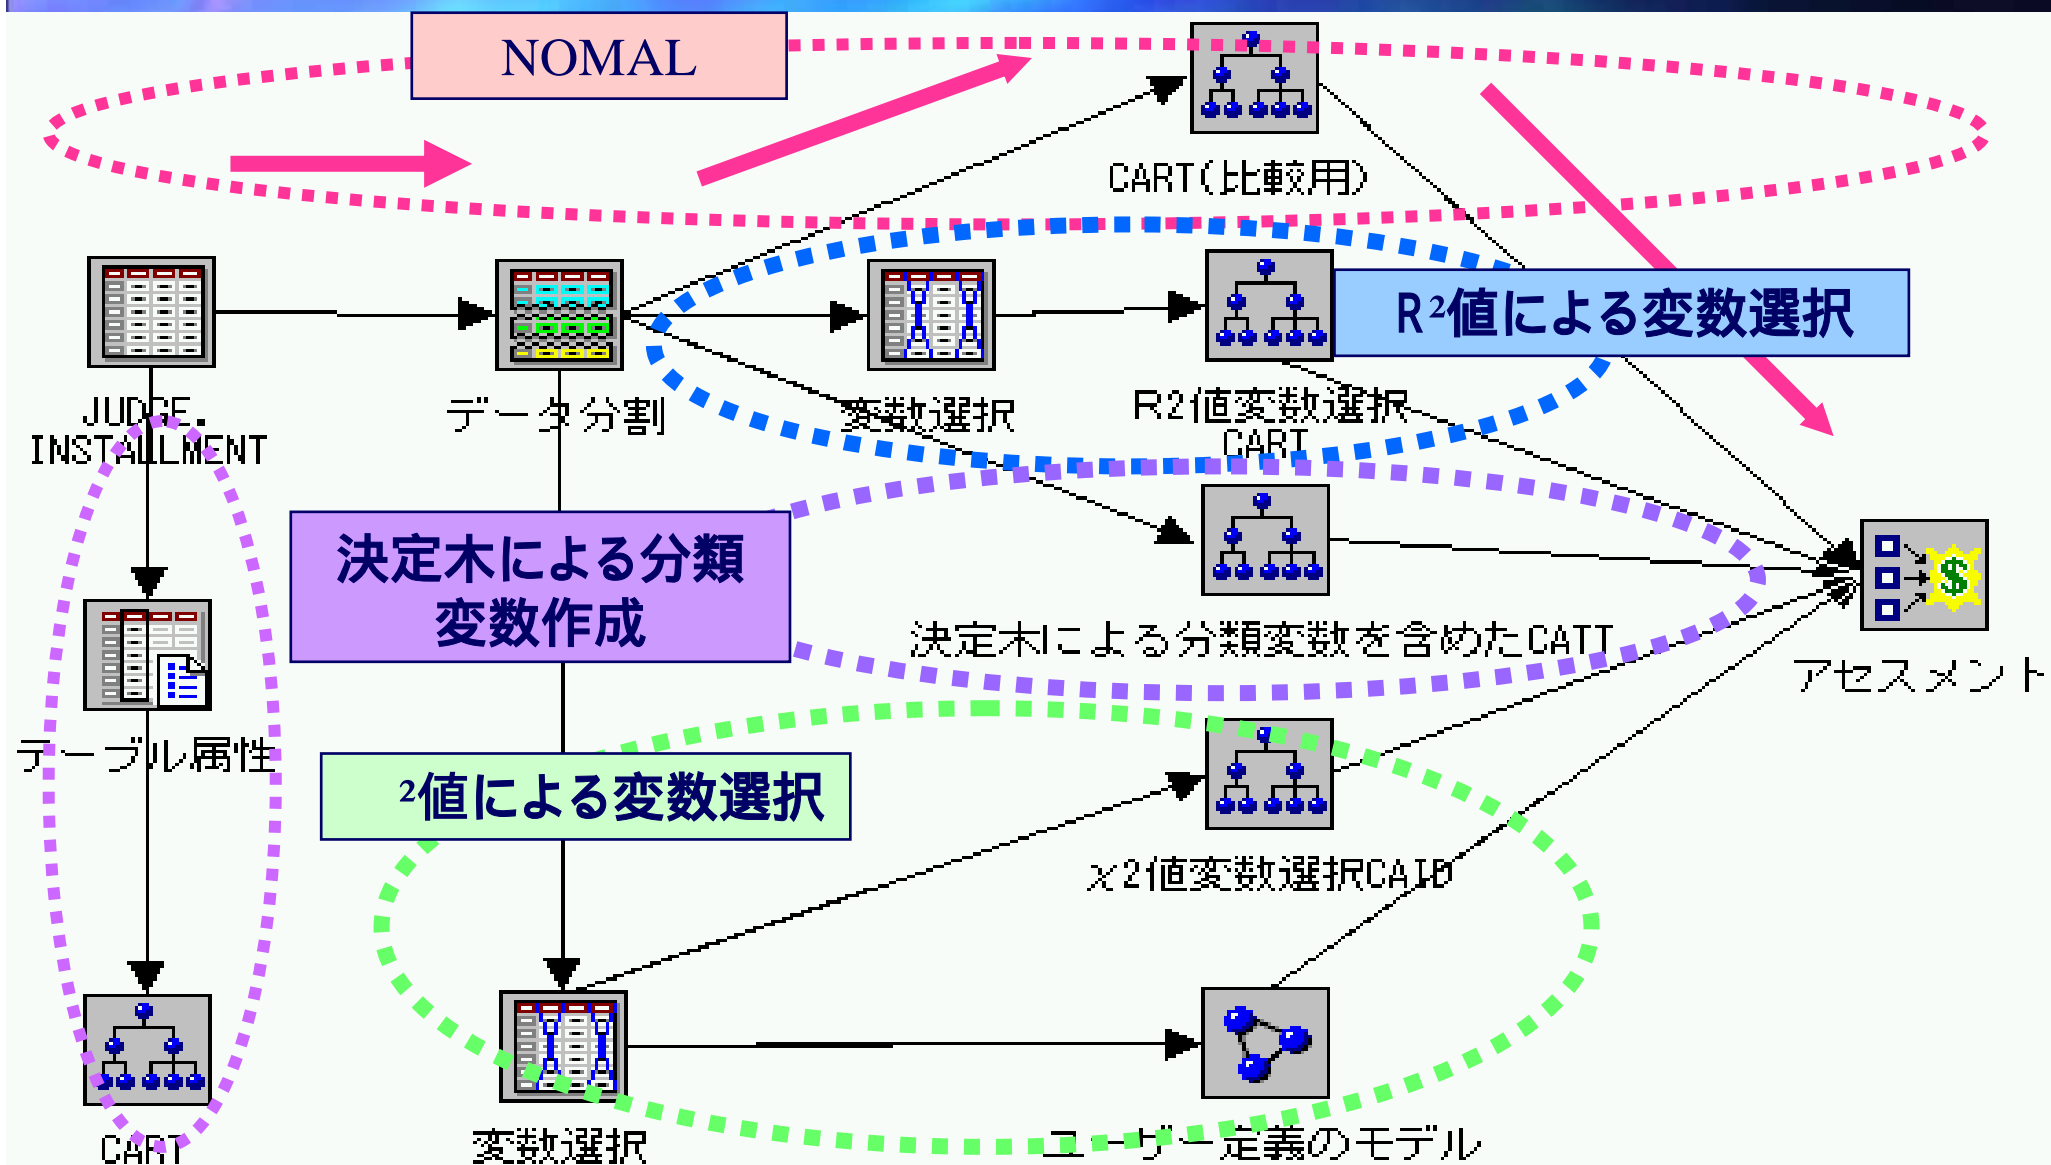 NOMAL
CART(比較用)
R²値による変数選択
JUDGE.
INSTALLMENT
データ分割
変数選択
R2値変数選択
CART
決定木による分類
変数作成
決定木による分類変数を含めたCATT
アセスメント
テーブル属性
²値による変数選択
χ2値変数選択CAID
CART
変数選択
ユーザー定義のモデル